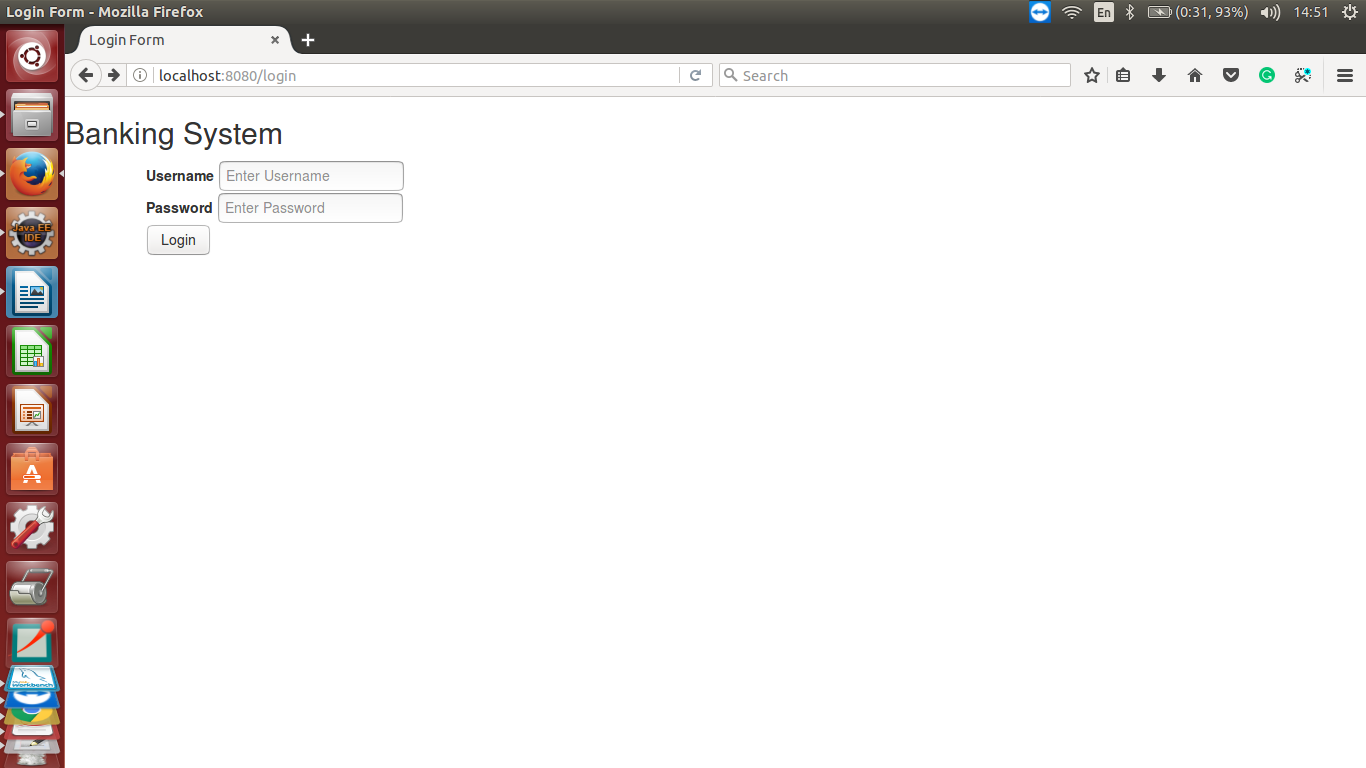 Login Form - Mozilla Firefox
En
(0:31, 93%)
14:51
Login Form
localhost:8080/login
Search
Banking System
Username Enter Username
Password Enter Password
Login
Java EE
IDE
Workbench